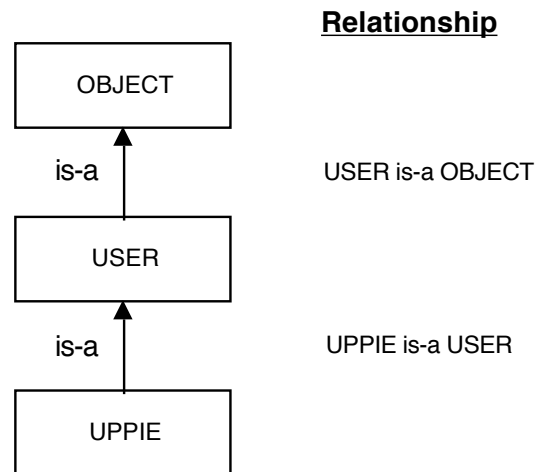 Relationship
OBJECT
is-a
USER is-a OBJECT
USER
is-a
UPPIE is-a USER
UPPIE